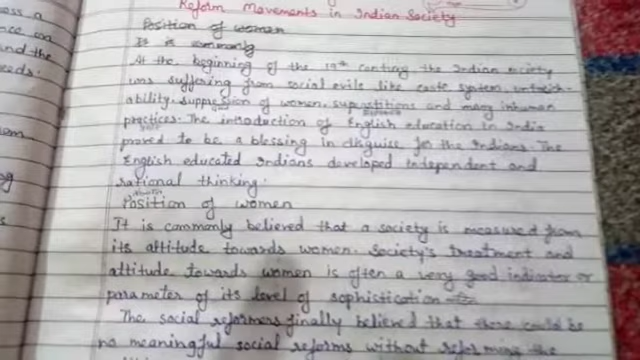 Reform Movements in Indian Society
Position of women
It is commonly
At the beginning of the 19th century the Indian society
was suffering from social evils like caste system, untouch-
ability, suppression of women, superstitions and many inhuman
practices. The introduction of English education in India
proved to be a blessing in disguise for the Indians. The
English educated Indians developed independent and
rational thinking.
Position of women
It is commonly believed that a society is measured from
its attitude towards women. Society's treatment and
attitude towards women is often a very good indicator or
parameter of its level of sophistication
The social reformers finally believed that there could be
no meaningful social reforms without reforming the
ss a
nce on
and the
eeds.